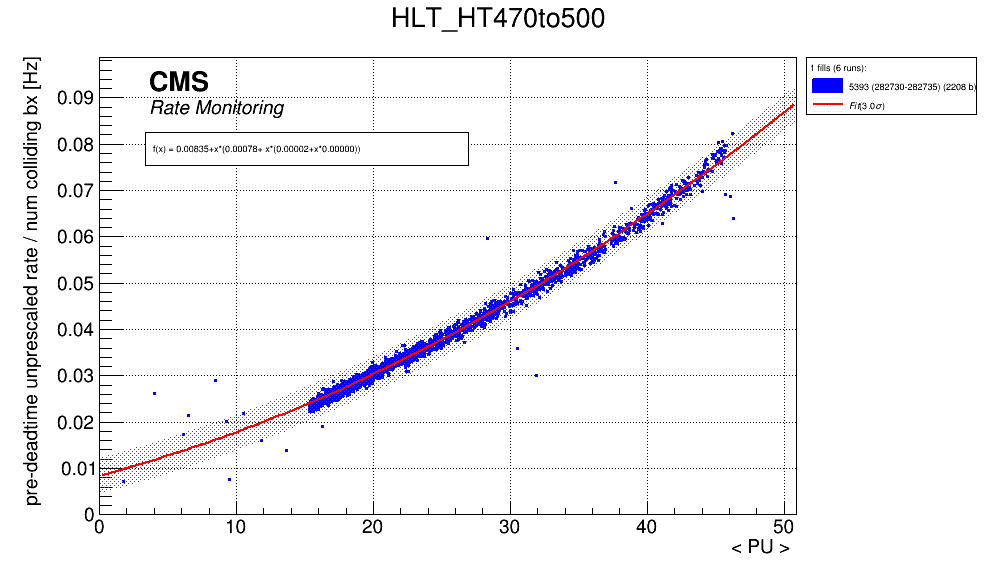 HLT_HT470to500
pre-deadtime unprescaled rate / num colliding bx [Hz]
CMS
Rate Monitoring
f(x) = 0.00835+x*(0.00078+ x*(0.00002+x*0.00000))
1 fills (6 runs):
5393 (282730-282735) (2208 b)
Fit(3.0σ)
0.09
0.08
0.07
0.06
0.05
0.04
0.03
0.02
0.01
0
0 10 20 30 40 50
< PU >